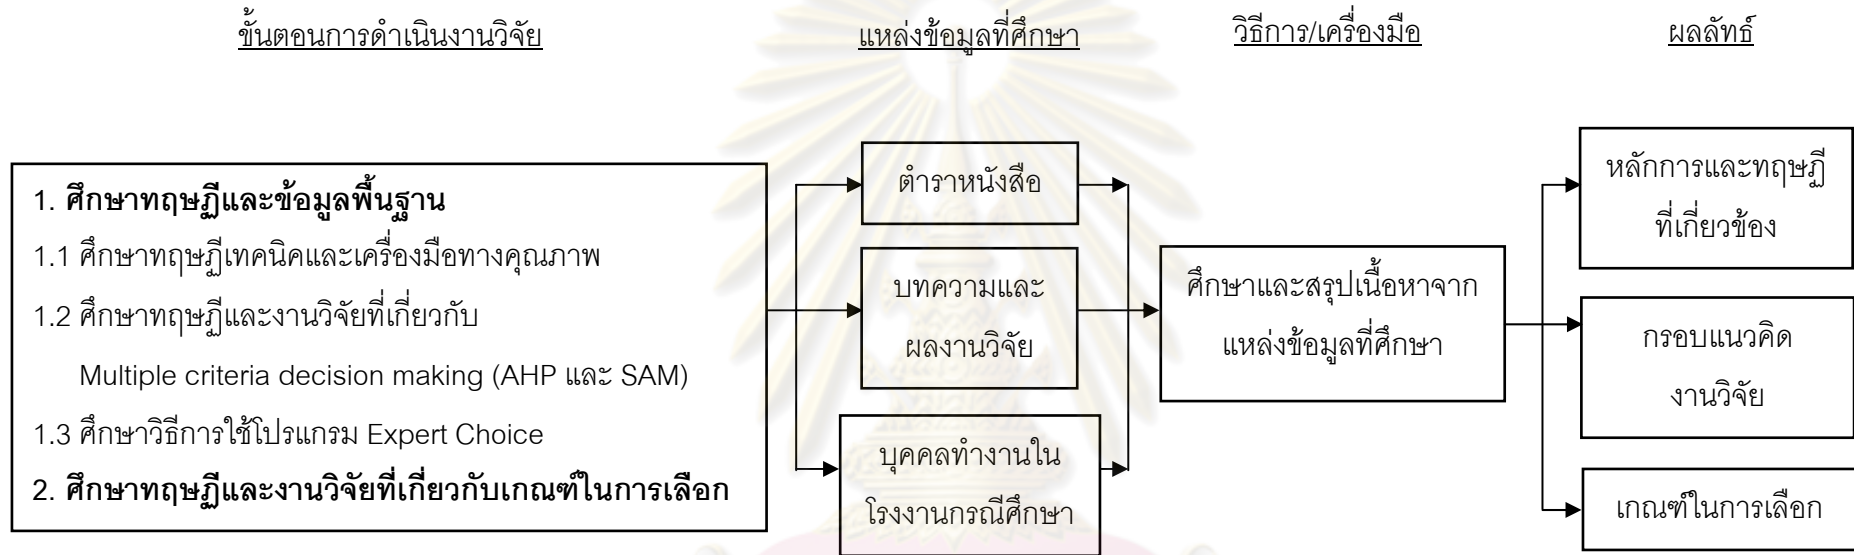 ขั้นตอนการดำเนินงานวิจัย
แหล่งข้อมูลที่ศึกษา
วิธีการ/เครื่องมือ
ผลลัทธ์
1. ศึกษาทฤษฏีและข้อมูลพื้นฐาน
1.1 ศึกษาทฤษฏีเทคนิคและเครื่องมือทางคุณภาพ
1.2 ศึกษาทฤษฏีและงานวิจัยที่เกี่ยวกับ
Multiple criteria decision making (AHP และ SAM)
1.3 ศึกษาวิธีการใช้โปรแกรม Expert Choice
2. ศึกษาทฤษฏีและงานวิจัยที่เกี่ยวกับเกณฑ์ในการเลือก
ตำราหนังสือ
บทความและ
ผลงานวิจัย
บุคคลทำงานใน
โรงงานกรณีศึกษา
ศึกษาและสรุปเนื้อหาจาก
แหล่งข้อมูลที่ศึกษา
หลักการและทฤษฏี
ที่เกี่ยวข้อง
กรอบแนวคิด
งานวิจัย
เกณฑ์ในการเลือก